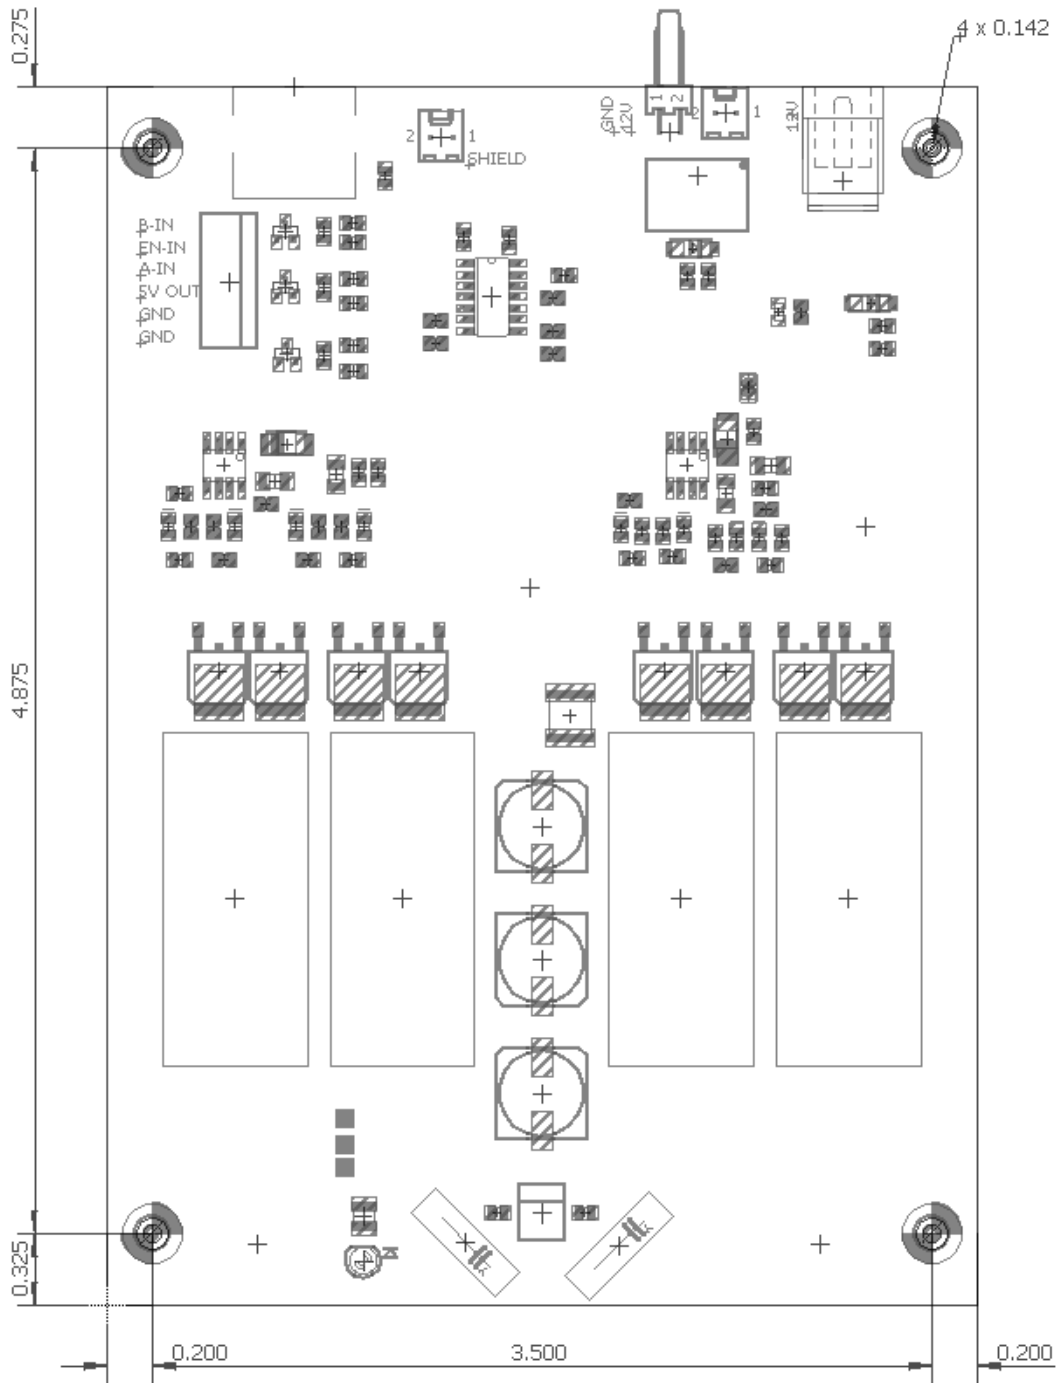 0.275
4 x 0.142
GND
12V
1
2
2
1
12V
2
1
SHIELD
B-IN
EN-IN
A-IN
5V OUT
GND
GND
4.875
0.325
0.200
3.500
0.200